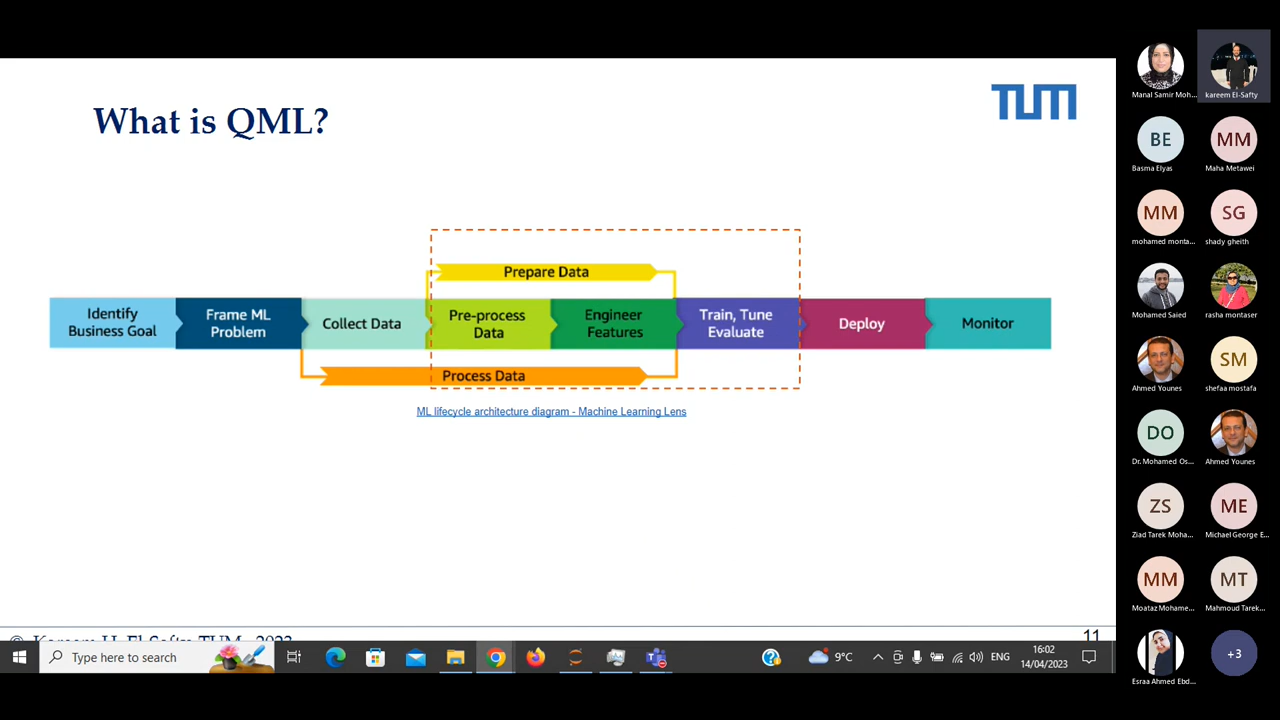 What is QML?
TUM
Prepare Data
Identify
Business Goal
Frame ML
Problem
Collect Data
Pre-process
Data
Engineer
Features
Train, Tune
Evaluate
Deploy
Monitor
Process Data
ML lifecycle architecture diagram - Machine Learning Lens
11
Type here to search
9°C
ENG
16:02
14/04/2023
Manal Samir Moh...
kareem El-Safty
BE
Basma Elyas
MM
Maha Metawei
MM
mohamed monta...
SG
shady gheith
Mohamed Saied
rasha montaser
Ahmed Younes
SM
shefaa mostafa
DO
Dr. Mohamed Os...
Ahmed Younes
ZS
Ziad Tarek Moha...
ME
Michael George E...
MM
Moataz Mohame...
MT
Mahmoud Tarek...
Esraa Ahmed Ebd...
+3